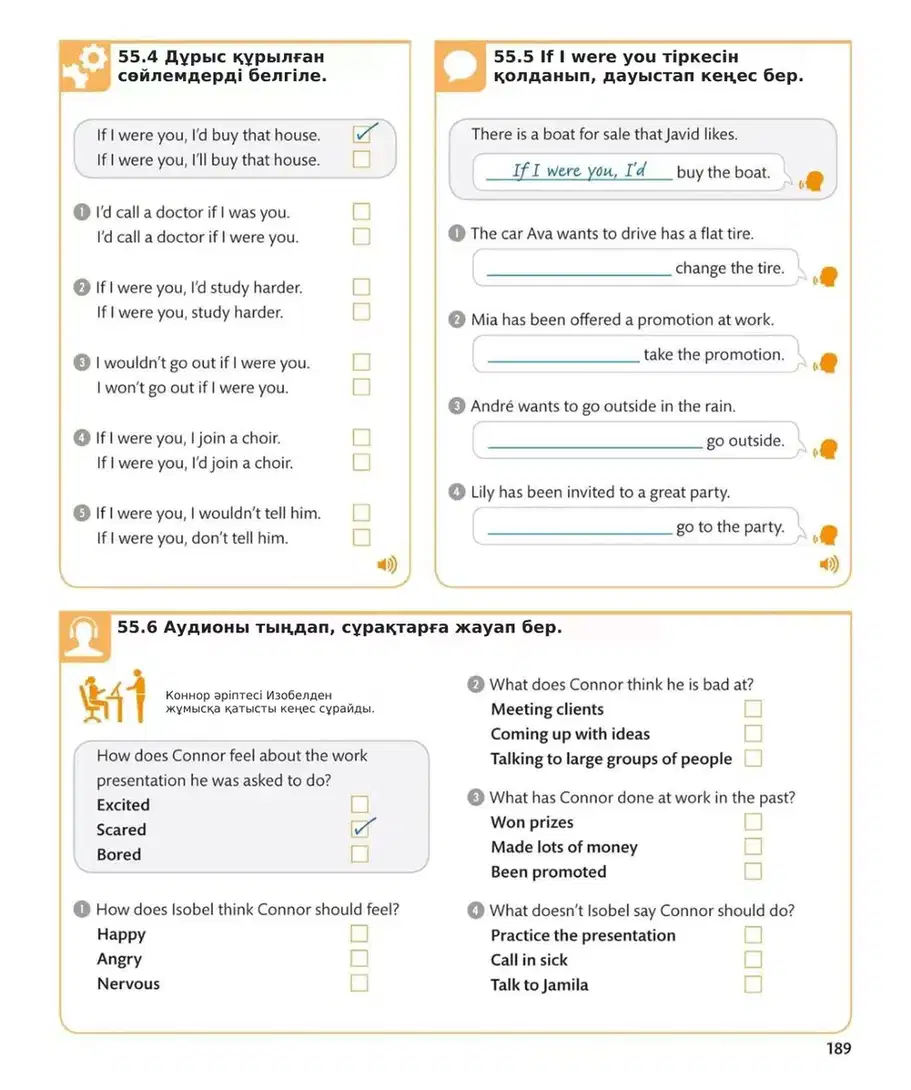 55.4 Дұрыс құрылған
сөйлемдерді белгіле.
If I were you, I'd buy that house.
If I were you, I'll buy that house.
1 I'd call a doctor if I was you.
I'd call a doctor if I were you.
2 If I were you, I'd study harder.
If I were you, study harder.
3 I wouldn't go out if I were you.
I won't go out if I were you.
4 If I were you, I join a choir.
If I were you, I'd join a choir.
5 If I were you, I wouldn't tell him.
If I were you, don't tell him.
55.5 If I were you тіркесін
қолданып, дауыстап кеңес бер.
There is a boat for sale that Javid likes.
If I were you, I'd buy the boat.
1 The car Ava wants to drive has a flat tire.
change the tire.
2 Mia has been offered a promotion at work.
take the promotion.
3 André wants to go outside in the rain.
go outside.
4 Lily has been invited to a great party.
go to the party.
55.6 Аудионы тыңдап, сұрақтарға жауап бер.
Коннор әріптесі Изобелден
жұмысқа қатысты кеңес сұрайды.
How does Connor feel about the work
presentation he was asked to do?
Excited
Scared
Bored
1 How does Isobel think Connor should feel?
Happy
Angry
Nervous
2 What does Connor think he is bad at?
Meeting clients
Coming up with ideas
Talking to large groups of people
3 What has Connor done at work in the past?
Won prizes
Made lots of money
Been promoted
4 What doesn't Isobel say Connor should do?
Practice the presentation
Call in sick
Talk to Jamila
189